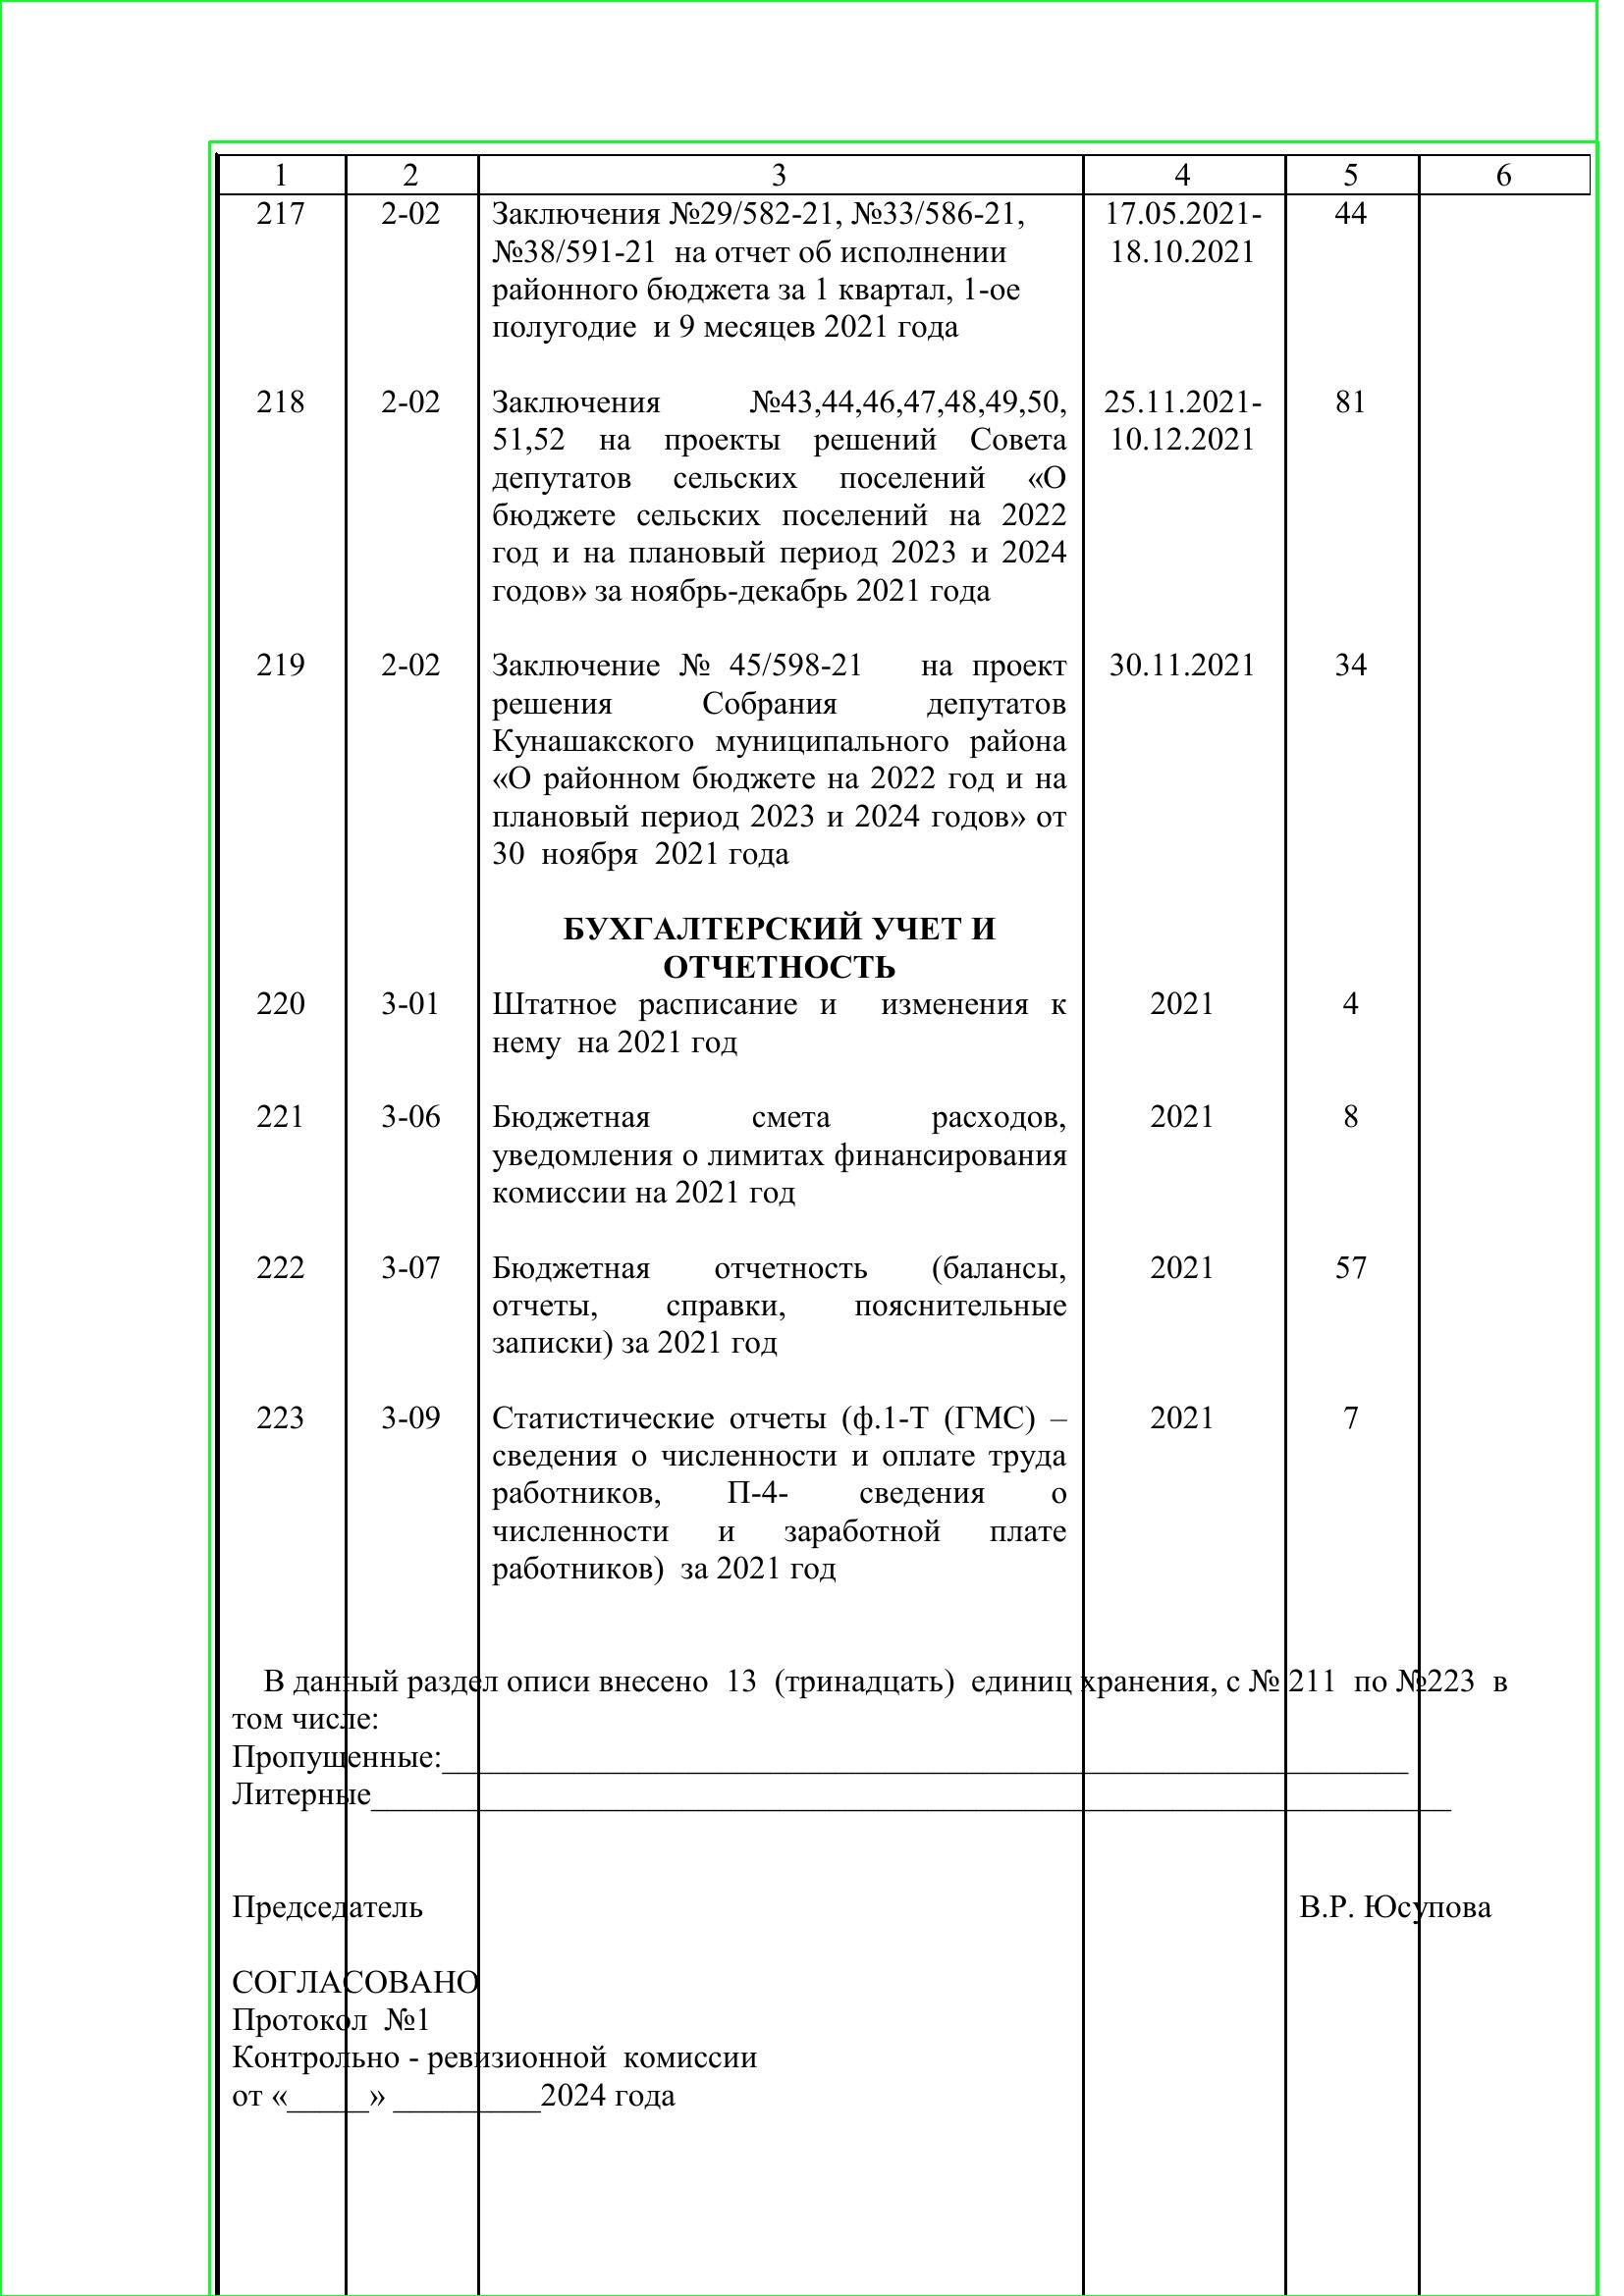 1 2 3 4 5 6
217 2-02 Заключения №29/582-21, №33/586-21, 17.05.2021- 44
№38/591-21 на отчет об исполнении 18.10.2021
районного бюджета за 1 квартал, 1-ое
полугодие и 9 месяцев 2021 года
218 2-02 Заключения №43,44,46,47,48,49,50, 25.11.2021- 81
51,52 на проекты решений Совета 10.12.2021
депутатов сельских поселений «О
бюджете сельских поселений на 2022
год и на плановый период 2023 и 2024
годов» за ноябрь-декабрь 2021 года
219 2-02 Заключение № 45/598-21 на проект 30.11.2021 34
решения Собрания депутатов
Кунашакского муниципального района
«О районном бюджете на 2022 год и на
плановый период 2023 и 2024 годов» от
30 ноября 2021 года
БУХГАЛТЕРСКИЙ УЧЕТ И
ОТЧЕТНОСТЬ
220 3-01 Штатное расписание и изменения к 2021 4
нему на 2021 год
221 3-06 Бюджетная смета расходов, 2021 8
уведомления о лимитах финансирования
комиссии на 2021 год
222 3-07 Бюджетная отчетность (балансы, 2021 57
отчеты, справки, пояснительные
записки) за 2021 год
223 3-09 Статистические отчеты (ф.1-Т (ГМС) – 2021 7
сведения о численности и оплате труда
работников, П-4- сведения о
численности и заработной плате
работников) за 2021 год
В данный раздел описи внесено 13 (тринадцать) единиц хранения, с № 211 по №223 в
том числе:
Пропущенные:___________________________________________________________
Литерные__________________________________________________________________
Председатель В.Р. Юсупова
СОГЛАСОВАНО
Протокол №1
Контрольно - ревизионной комиссии
от «_____» _________2024 года